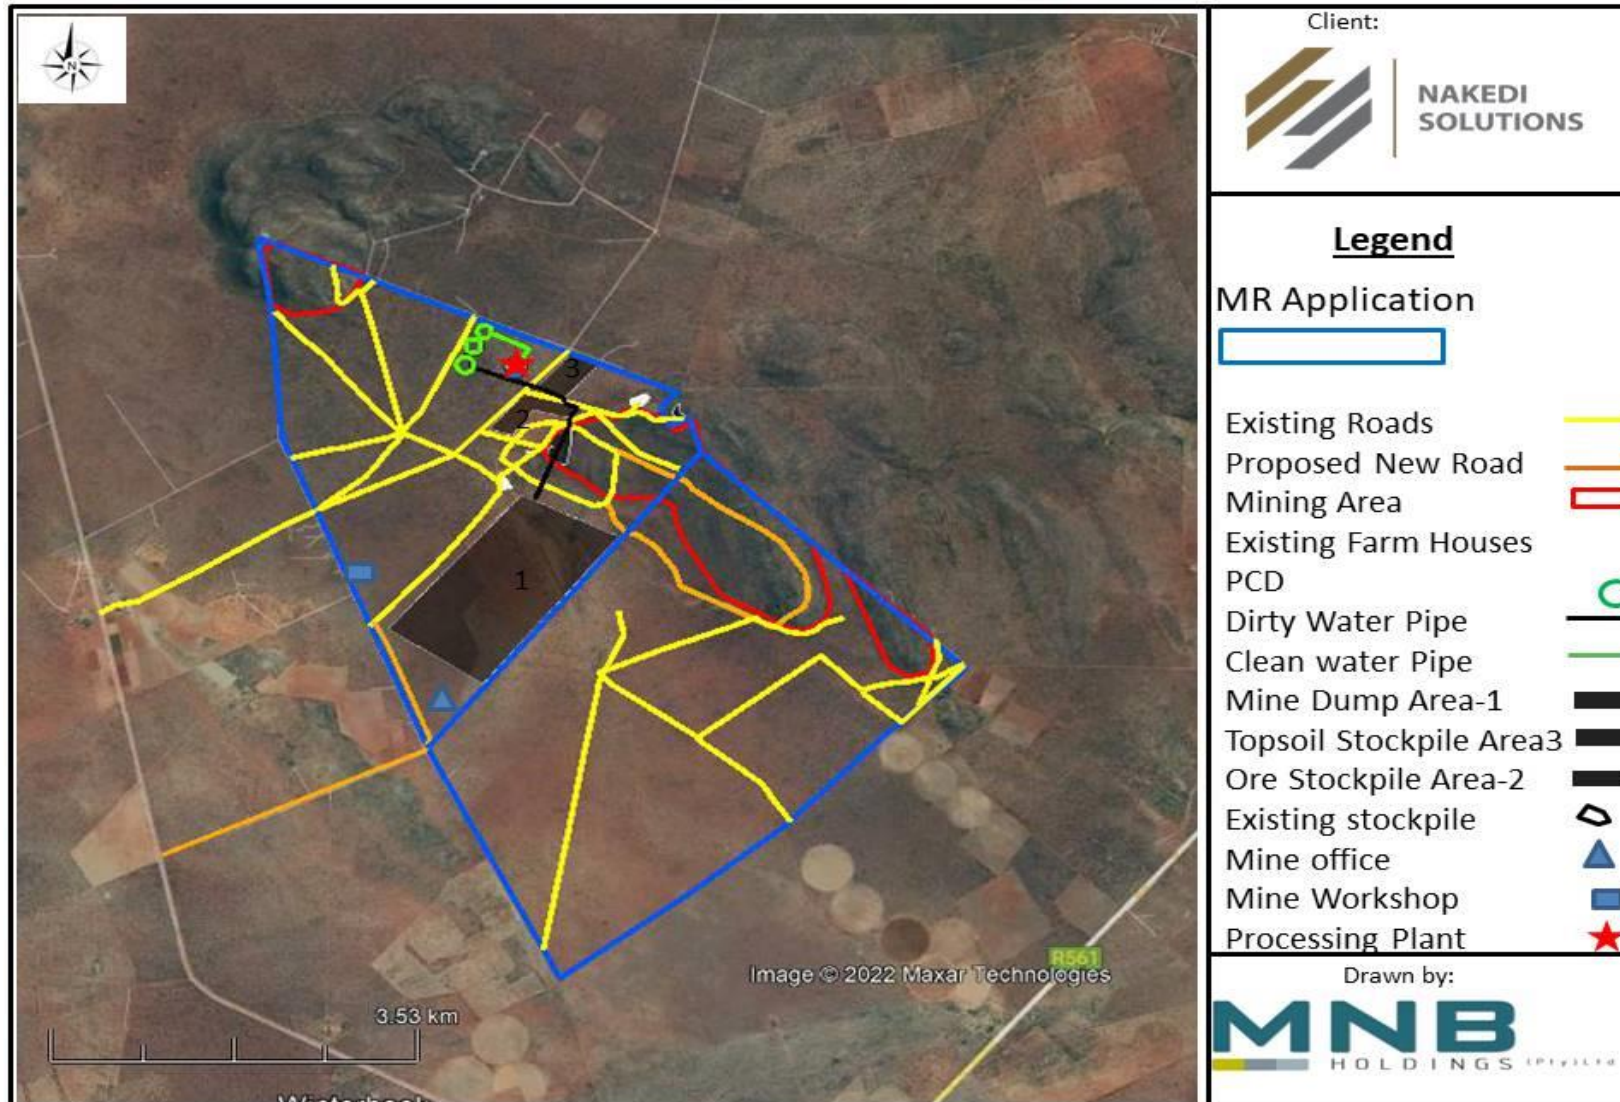 N
3
2
1
R561
Image © 2022 Maxar Technologies
3.53 km
Client:
NAKEDI
SOLUTIONS
Legend
MR Application
Existing Roads
Proposed New Road
Mining Area
Existing Farm Houses
PCD
Dirty Water Pipe
Clean water Pipe
Mine Dump Area-1
Topsoil Stockpile Area3
Ore Stockpile Area-2
Existing stockpile
Mine office
Mine Workshop
Processing Plant
Drawn by:
MNB
HOLDINGS (Pty) Ltd